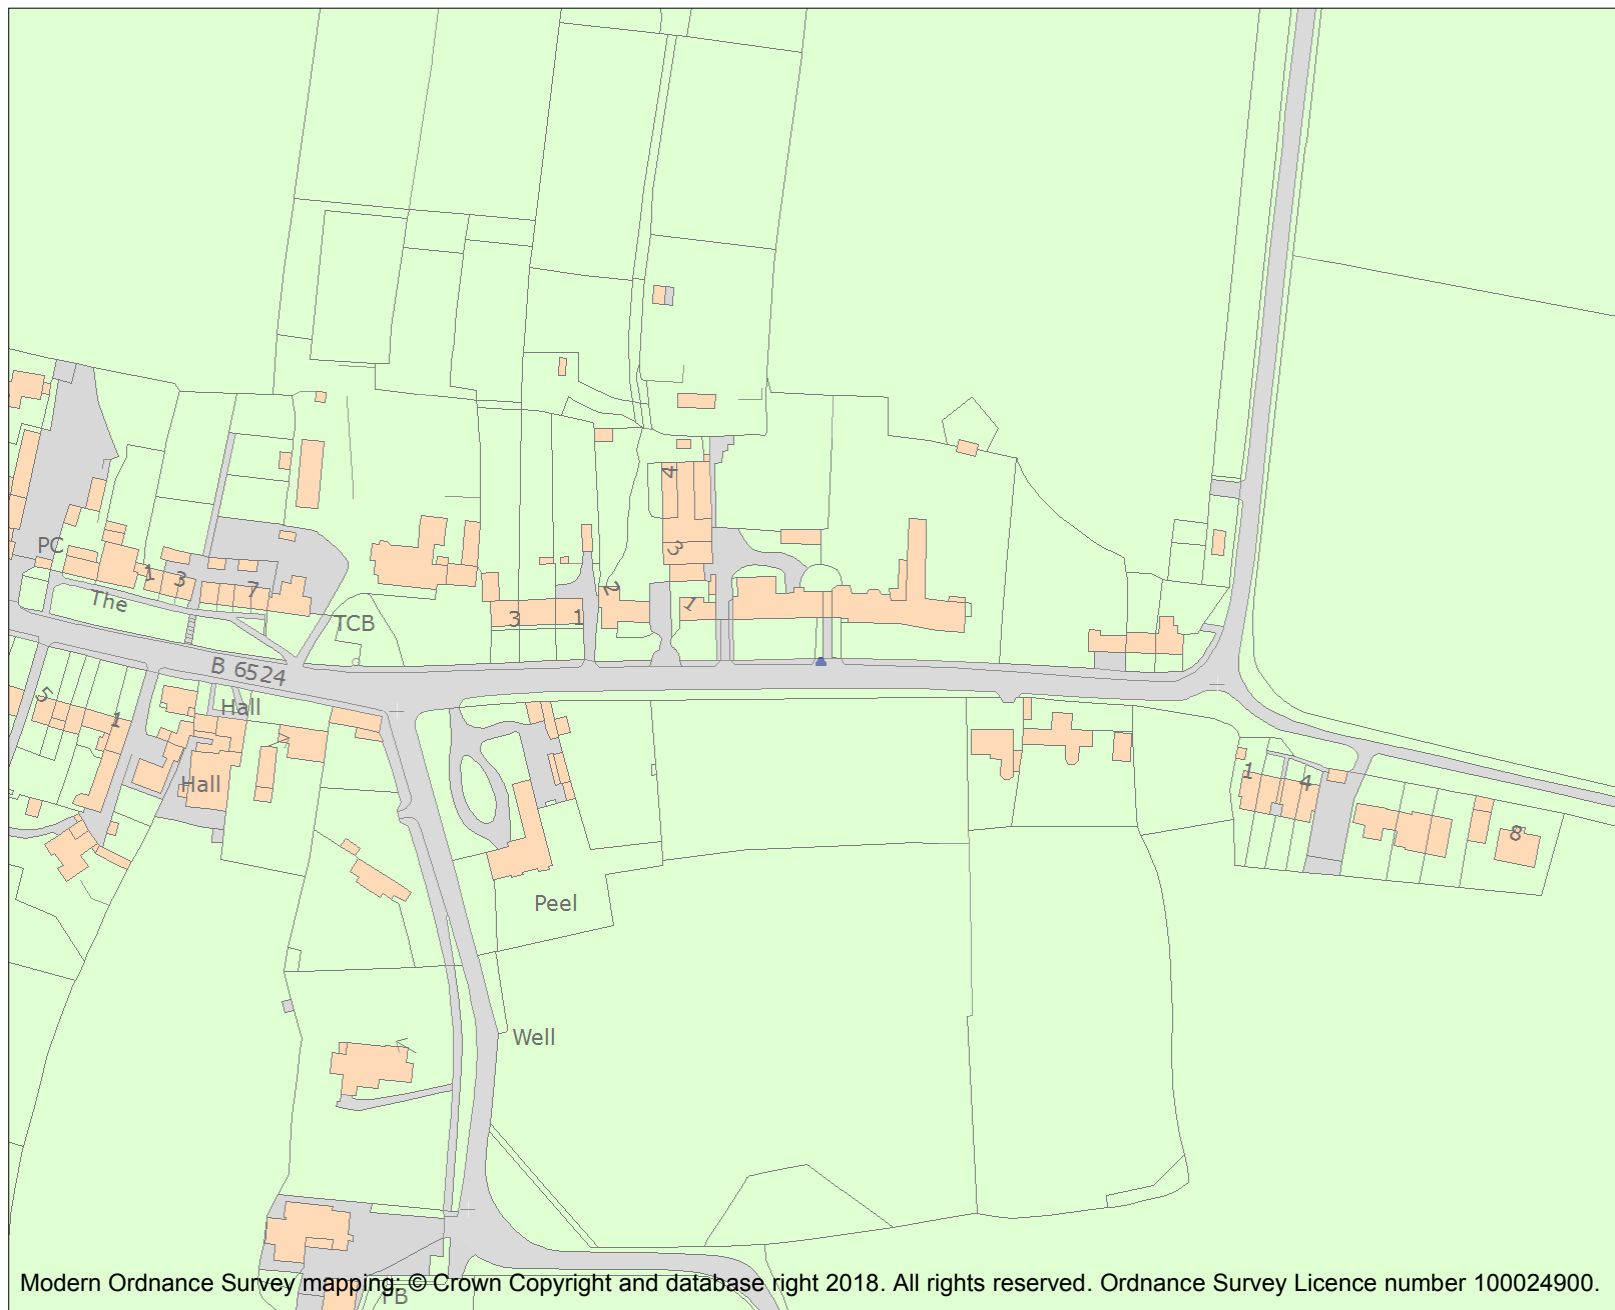 4
PC
3
1
3
7
2
The
1
3
1
TCB
B 6524
5
Hall
1
1
4
Hall
8
Peel
Well
FB
Modern Ordnance Survey mapping: © Crown Copyright and database right 2018. All rights reserved. Ordnance Survey Licence number 100024900.